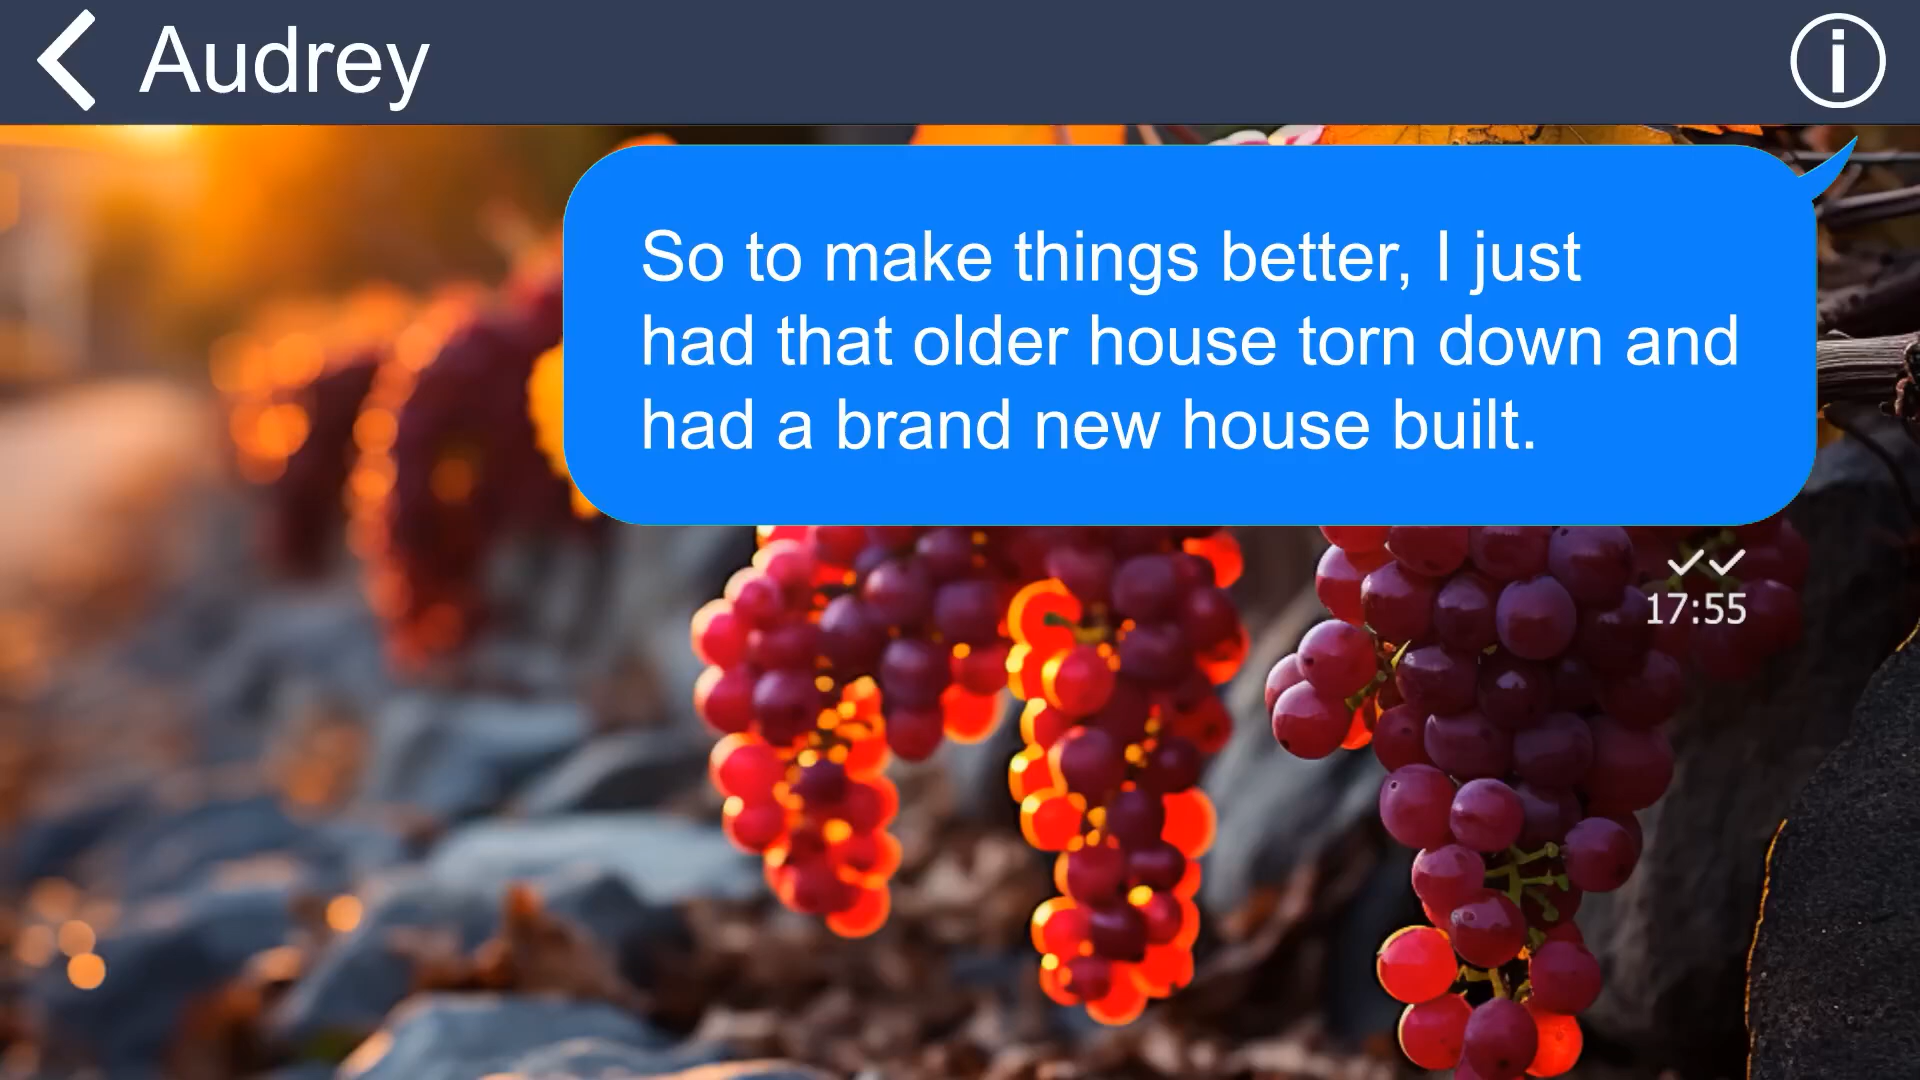 Audrey
So to make things better, I just
had that older house torn down and
had a brand new house built.
17:55